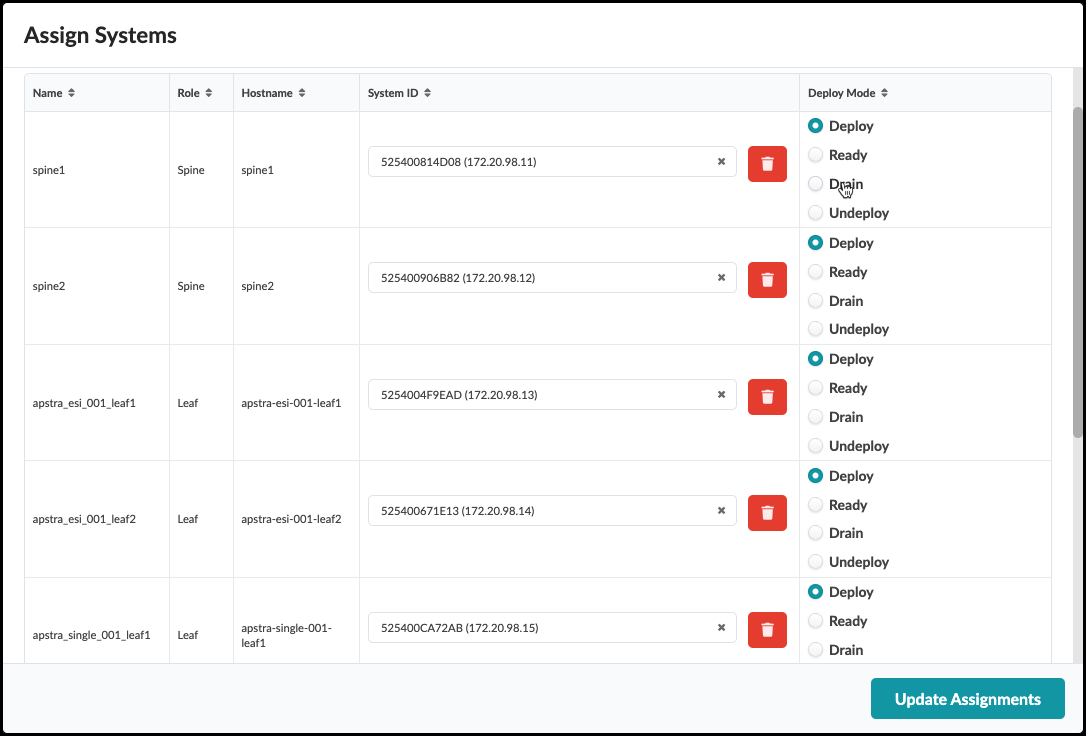 Assign Systems
Name Role Hostname System ID Deploy Mode
spine1 Spine spine1 525400814D08 (172.20.98.11)
Deploy
Ready
Drain
Undeploy
spine2 Spine spine2 525400906B82 (172.20.98.12)
Deploy
Ready
Drain
Undeploy
apstra_esi_001_leaf1 Leaf apstra-esi-001-leaf1 5254004F9EAD (172.20.98.13)
Deploy
Ready
Drain
Undeploy
apstra_esi_001_leaf2 Leaf apstra-esi-001-leaf2 525400671E13 (172.20.98.14)
Deploy
Ready
Drain
Undeploy
apstra_single_001_leaf1 Leaf apstra-single-001-
leaf1 525400CA72AB (172.20.98.15)
Deploy
Ready
Drain
Update Assignments